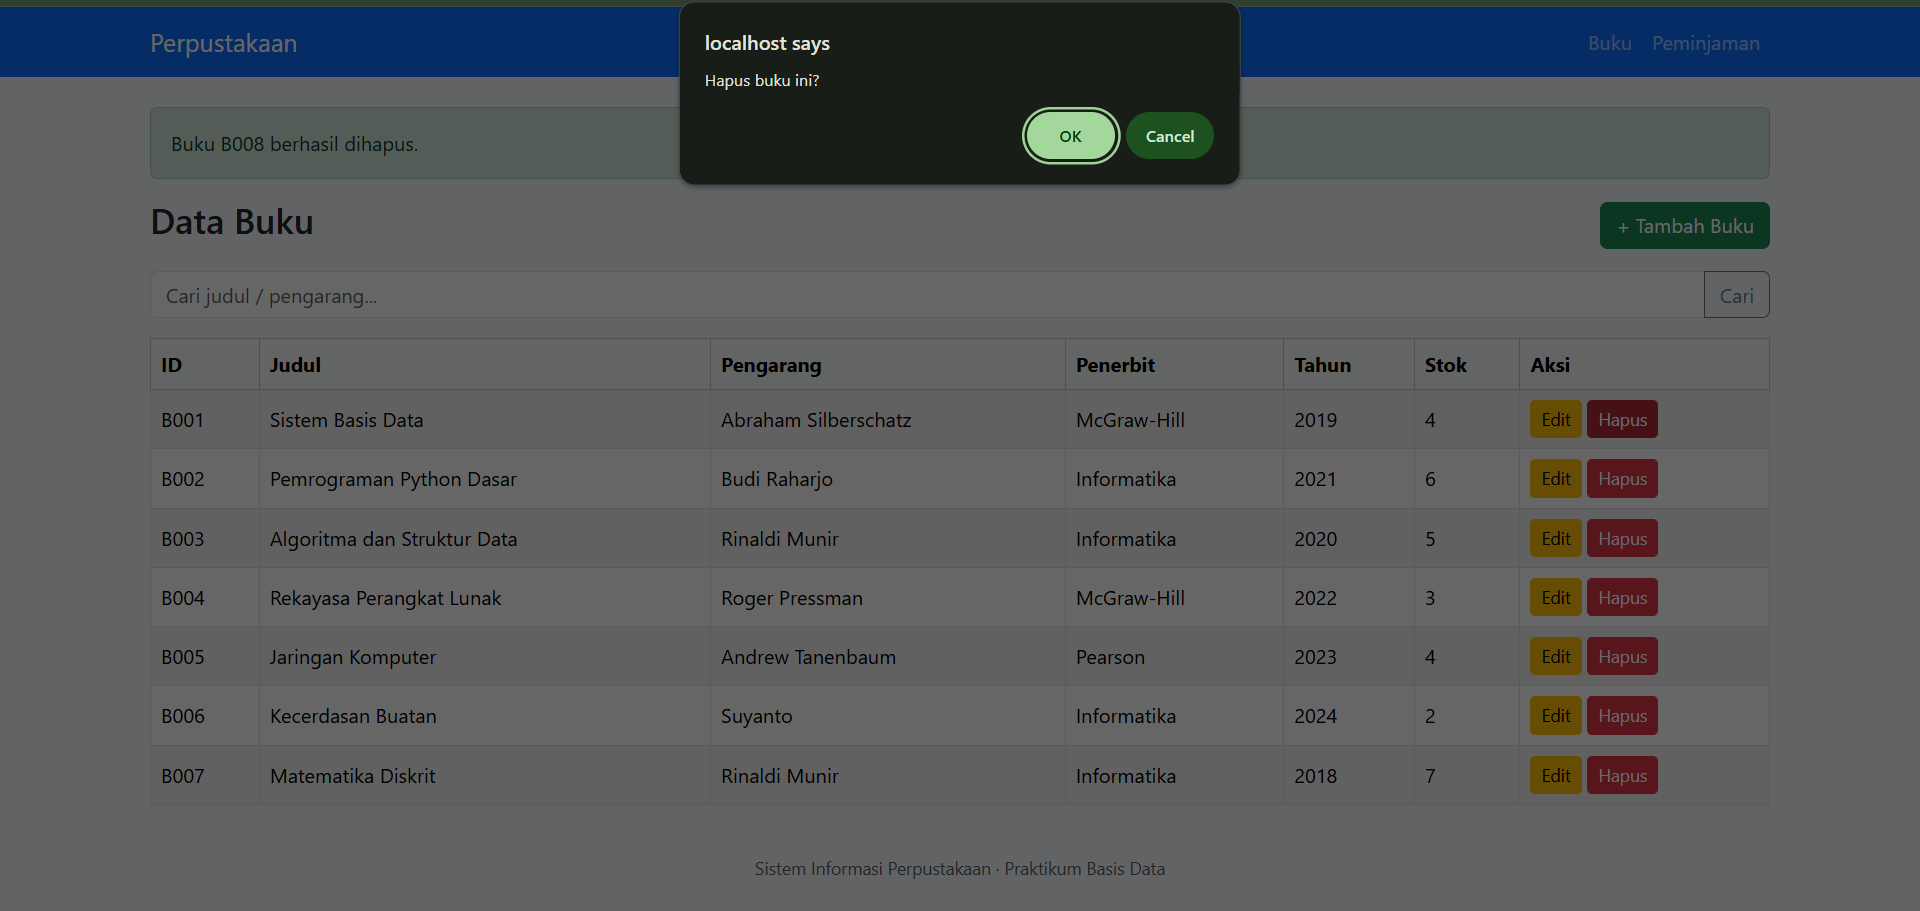 Perpustakaan
Buku Peminjaman
localhost says
Hapus buku ini?
OK Cancel
Buku B008 berhasil dihapus.
Data Buku
+ Tambah Buku
Cari judul / pengarang...
Cari
ID Judul Pengarang Penerbit Tahun Stok Aksi
B001 Sistem Basis Data Abraham Silberschatz McGraw-Hill 2019 4 Edit Hapus
B002 Pemrograman Python Dasar Budi Raharjo Informatika 2021 6 Edit Hapus
B003 Algoritma dan Struktur Data Rinaldi Munir Informatika 2020 5 Edit Hapus
B004 Rekayasa Perangkat Lunak Roger Pressman McGraw-Hill 2022 3 Edit Hapus
B005 Jaringan Komputer Andrew Tanenbaum Pearson 2023 4 Edit Hapus
B006 Kecerdasan Buatan Suyanto Informatika 2024 2 Edit Hapus
B007 Matematika Diskrit Rinaldi Munir Informatika 2018 7 Edit Hapus
Sistem Informasi Perpustakaan · Praktikum Basis Data